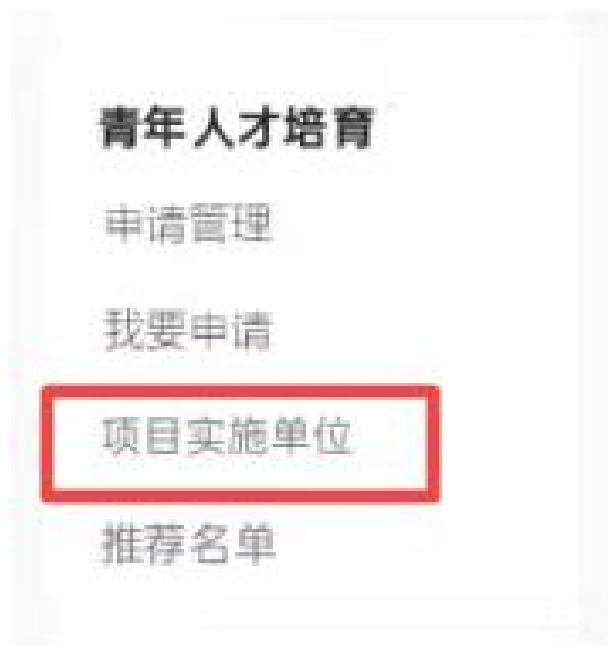 青年人才培育
申请管理
我要申请
项目实施单位
推荐名单